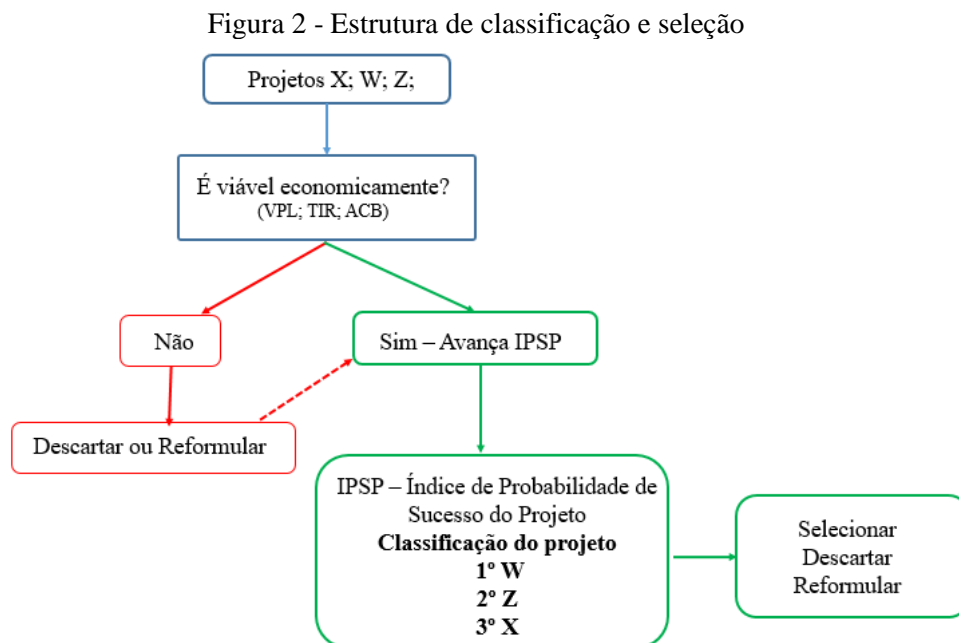 Figura 2 - Estrutura de classificação e seleção
Projetos X; W; Z;
É viável economicamente?
(VPL; TIR; ACB)
Não
Sim – Avança IPSP
Descartar ou Reformular
IPSP – Índice de Probabilidade de
Sucesso do Projeto
Classificação do projeto
1º W
2º Z
3º X
Selecionar
Descartar
Reformular